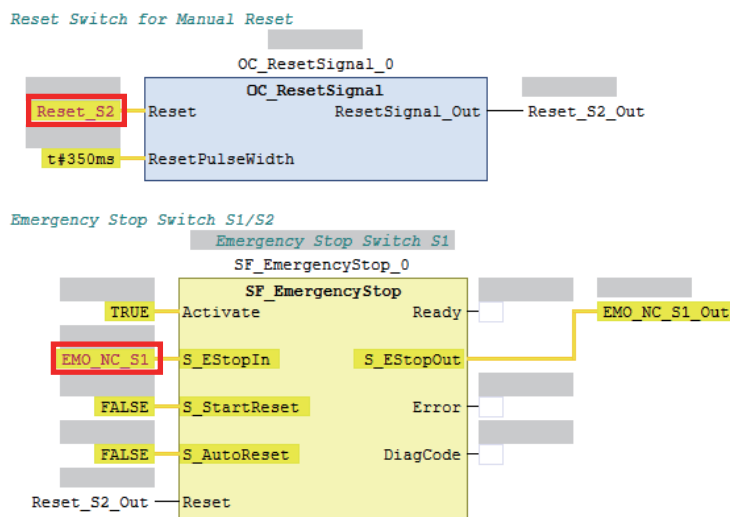 Reset Switch for Manual Reset
OC_ResetSignal_0
OC_ResetSignal
Reset_S2 Reset ResetSignal_Out Reset_S2_Out
t#350ms ResetPulseWidth
Emergency Stop Switch S1/S2
Emergency Stop Switch S1
SF_EmergencyStop_0
SF_EmergencyStop
TRUE Activate Ready EMO_NC_S1_Out
EMO_NC_S1 S_EStopIn S_EStopOut
FALSE S_StartReset Error
FALSE S_AutoReset DiagCode
Reset_S2_Out Reset